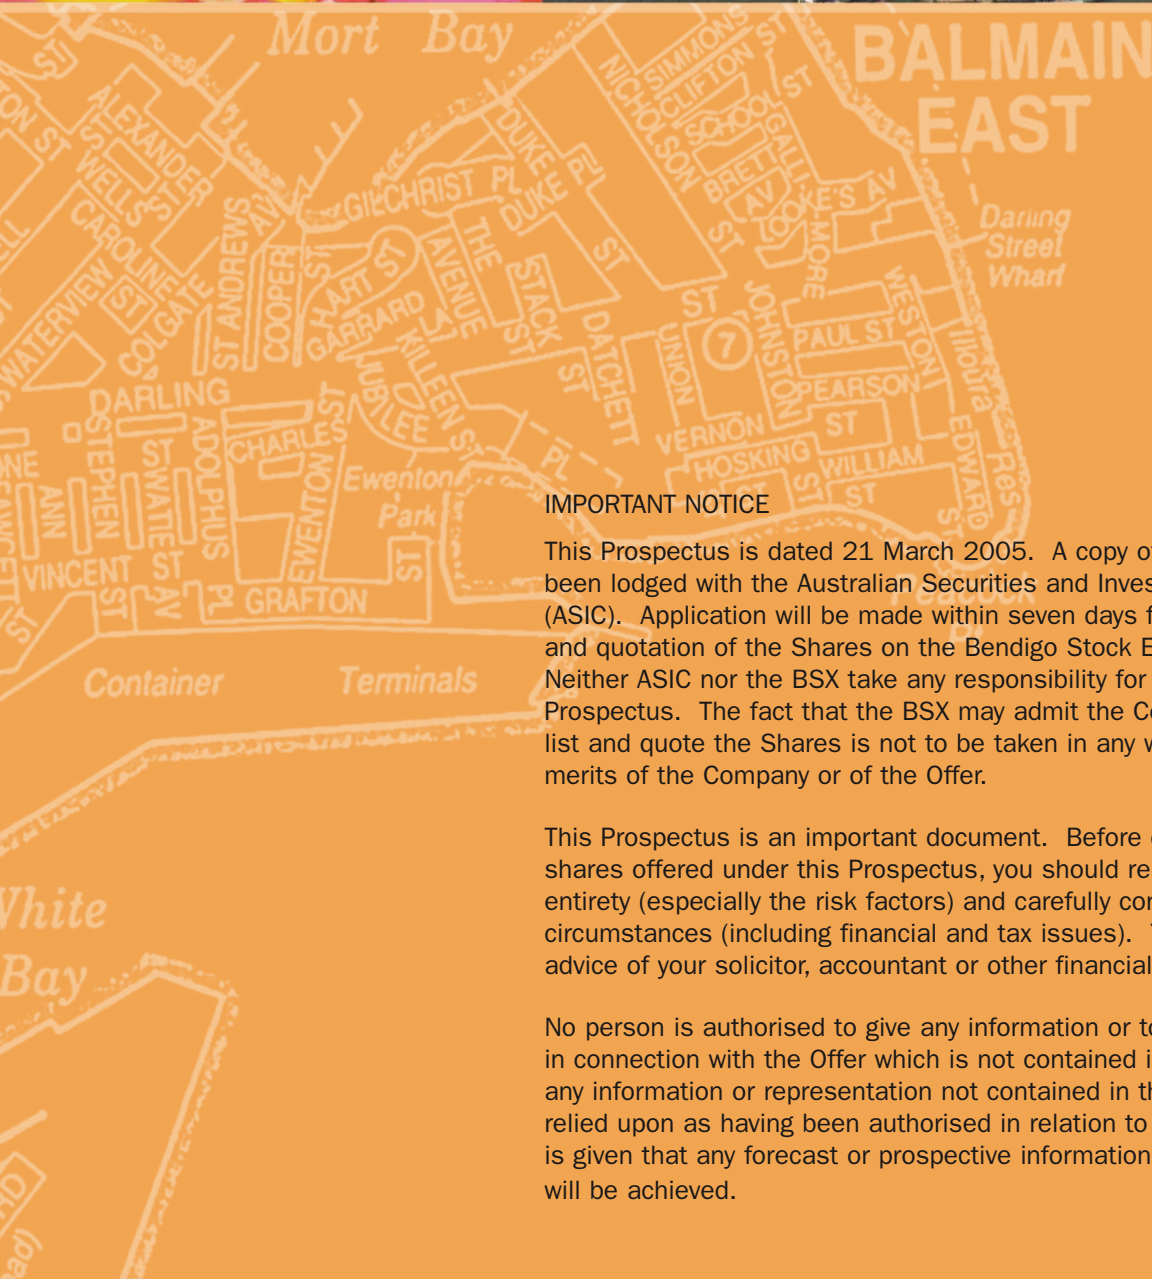 Mort Bay
BALMAIN
EAST
SIMMONS
CLIFTON ST
NICHOLSON
SCHOOL ST
ALEXANDER
ST
WELLS ST
CAROLINE
ST
GILCHRIST PL
DUKE
DUKE PL
ST
BRETT
AV
LOOKE'S AV
ST
MORE
Darling
Street
Wharf
ST ANDREWS
AV
COOPER
ST
HART ST
GARRARD
LA
AVENUE
THE
STACK
ST
WATERVIEW
COLGATE
DARLING
ST
ST
DATCHETT
ST
UNION
7
JOHNSTON
PAUL ST
WESTON
PEARSON
ST
Illoura
Res
KILLEEN ST
JUBILEE
PL
VERNON
HOSKING
ST
WILLIAM
ST
EDWARD
ST
STEPHEN
ST
ADOLPHUS
CHARLES ST
EWENTON
ST
Ewenton
Park
ANN
WATTLE
ST
AV
VINCENT
ST
PL
GRAFTON
ST
Peacock
Pt
Container Terminals
White
Bay
IMPORTANT NOTICE
This Prospectus is dated 21 March 2005. A copy o
been lodged with the Australian Securities and Inves
(ASIC). Application will be made within seven days f
and quotation of the Shares on the Bendigo Stock E
Neither ASIC nor the BSX take any responsibility for
Prospectus. The fact that the BSX may admit the C
list and quote the Shares is not to be taken in any w
merits of the Company or of the Offer.
This Prospectus is an important document. Before
shares offered under this Prospectus, you should re
entirety (especially the risk factors) and carefully co
circumstances (including financial and tax issues).
advice of your solicitor, accountant or other financial
No person is authorised to give any information or to
in connection with the Offer which is not contained i
any information or representation not contained in th
relied upon as having been authorised in relation to
is given that any forecast or prospective information
will be achieved.